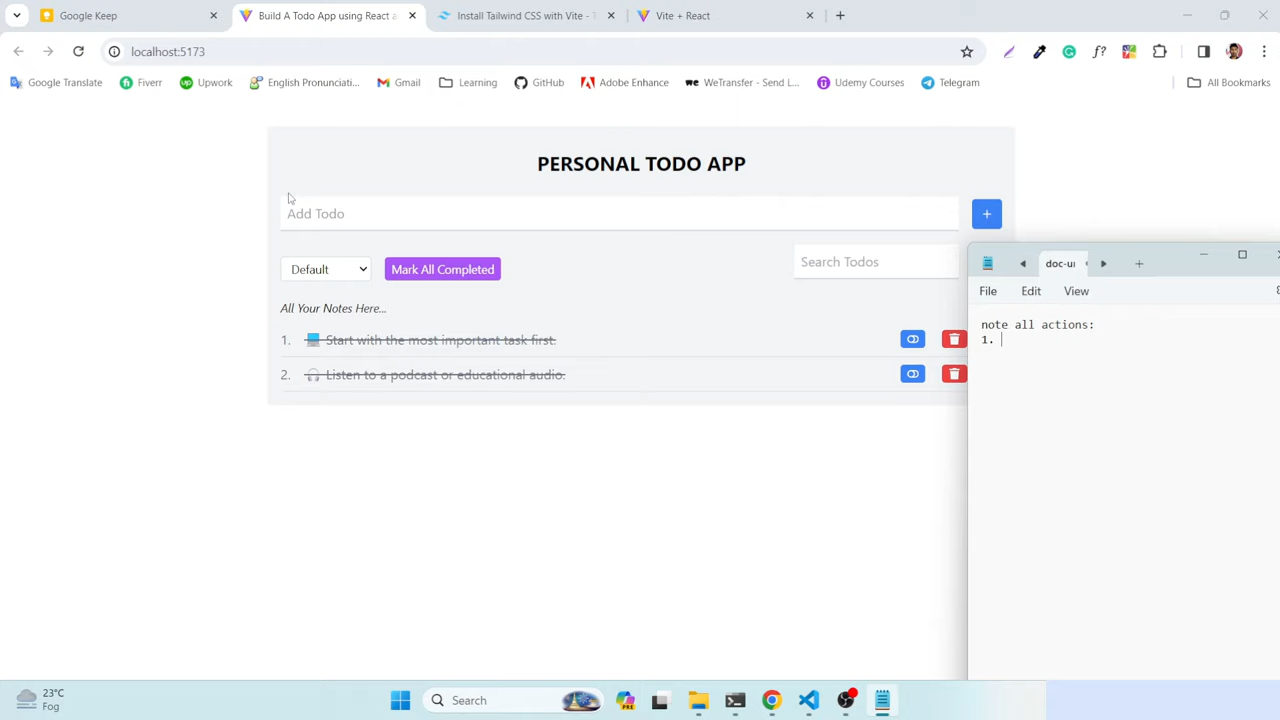 Google Keep
Build A Todo App using React a
Install Tailwind CSS with Vite - T
Vite + React
localhost:5173
f?
Google Translate
Fiverr
Upwork
English Pronunciati...
Gmail
Learning
GitHub
Adobe Enhance
WeTransfer - Send L...
Udemy Courses
Telegram
All Bookmarks
PERSONAL TODO APP
Add Todo
+
Default
Mark All Completed
Search Todos
All Your Notes Here...
1. Start with the most important task first.
2. Listen to a podcast or educational audio.
doc-ui
File
Edit
View
note all actions:
1.
23°C
Fog
Search